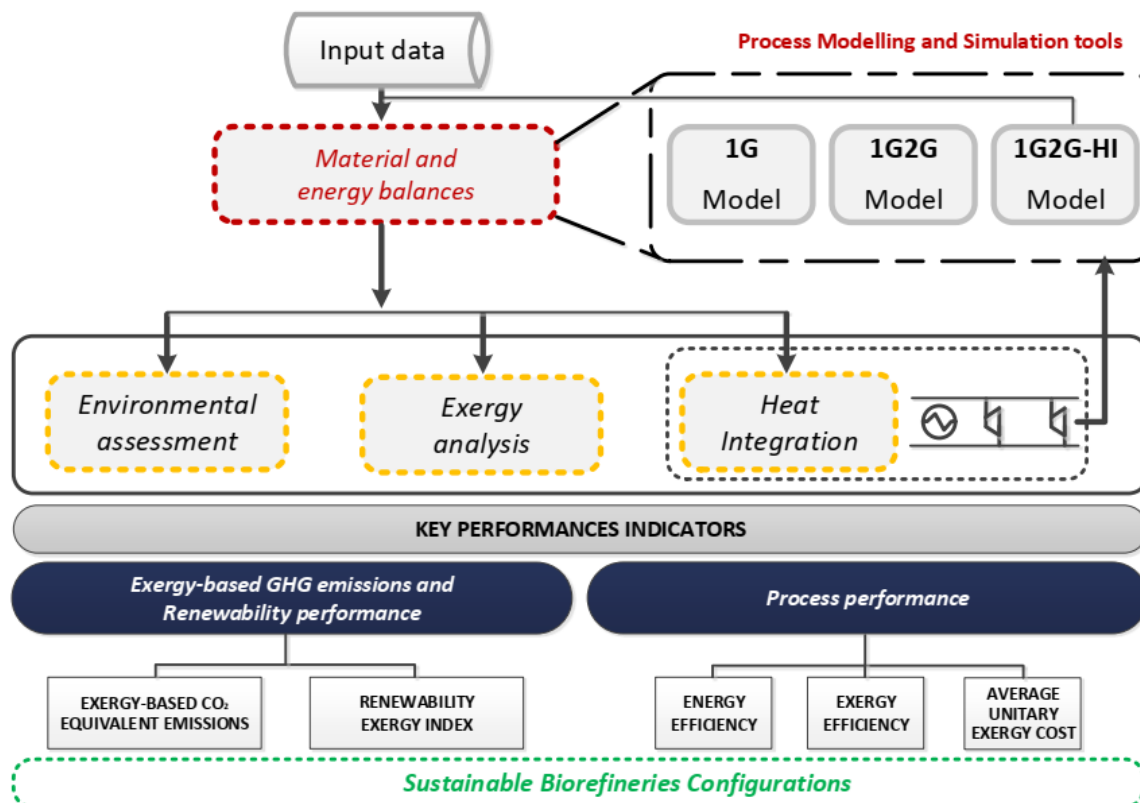 Input data
Process Modelling and Simulation tools
Material and
energy balances
1G
Model
1G2G
Model
1G2G-HI
Model
Environmental
assessment
Exergy
analysis
Heat
Integration
KEY PERFORMANCES INDICATORS
Exergy-based GHG emissions and
Renewability performance
Process performance
EXERGY-BASED CO₂
EQUIVALENT EMISSIONS
RENEWABILITY
EXERGY INDEX
ENERGY
EFFICIENCY
EXERGY
EFFICIENCY
AVERAGE
UNITARY
EXERGY COST
Sustainable Biorefineries Configurations